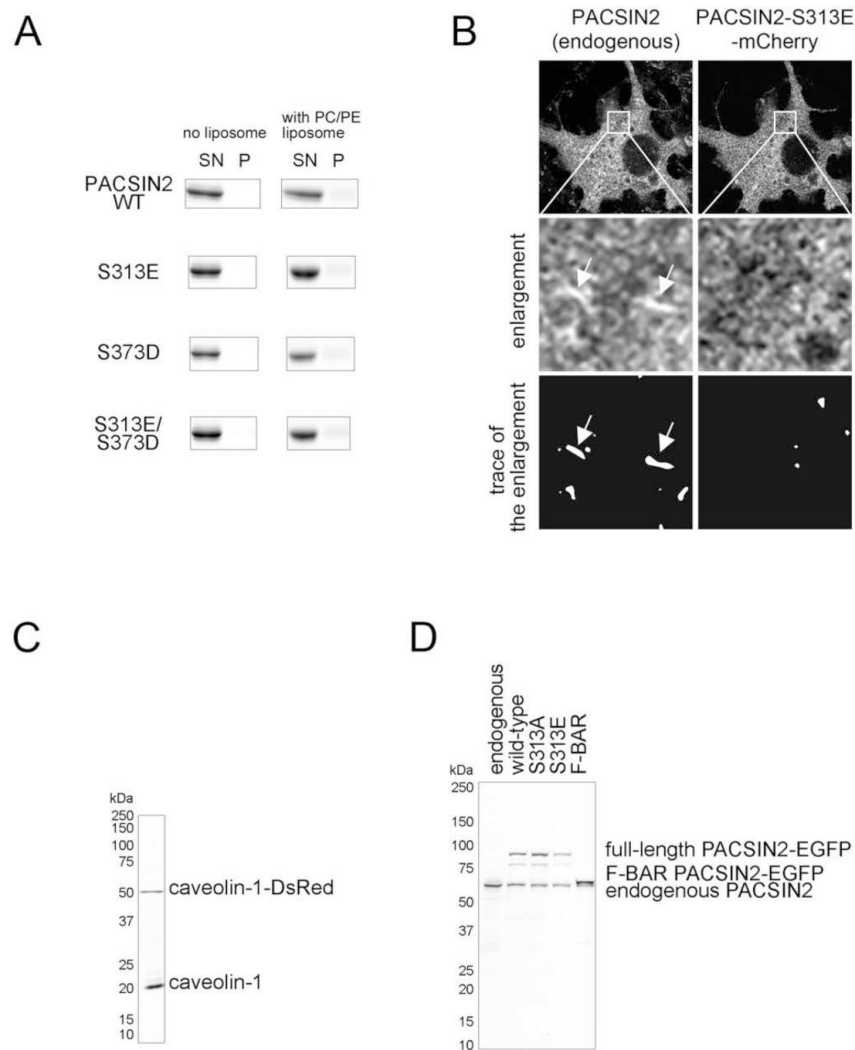 A
no liposome
with PC/PE
liposome
SN P SN P
PACSIN2
WT
S313E
S373D
S313E/
S373D
B
PACSIN2
(endogenous)
PACSIN2-S313E
-mCherry
enlargement
trace of
the enlargement
C
kDa
250
150
100
75
50
37
25
20
15
10
caveolin-1-DsRed
caveolin-1
D
endogenous
wild-type
S313A
S313E
F-BAR
kDa
250
150
100
75
50
37
25
20
15
10
full-length PACSIN2-EGFP
F-BAR PACSIN2-EGFP
endogenous PACSIN2